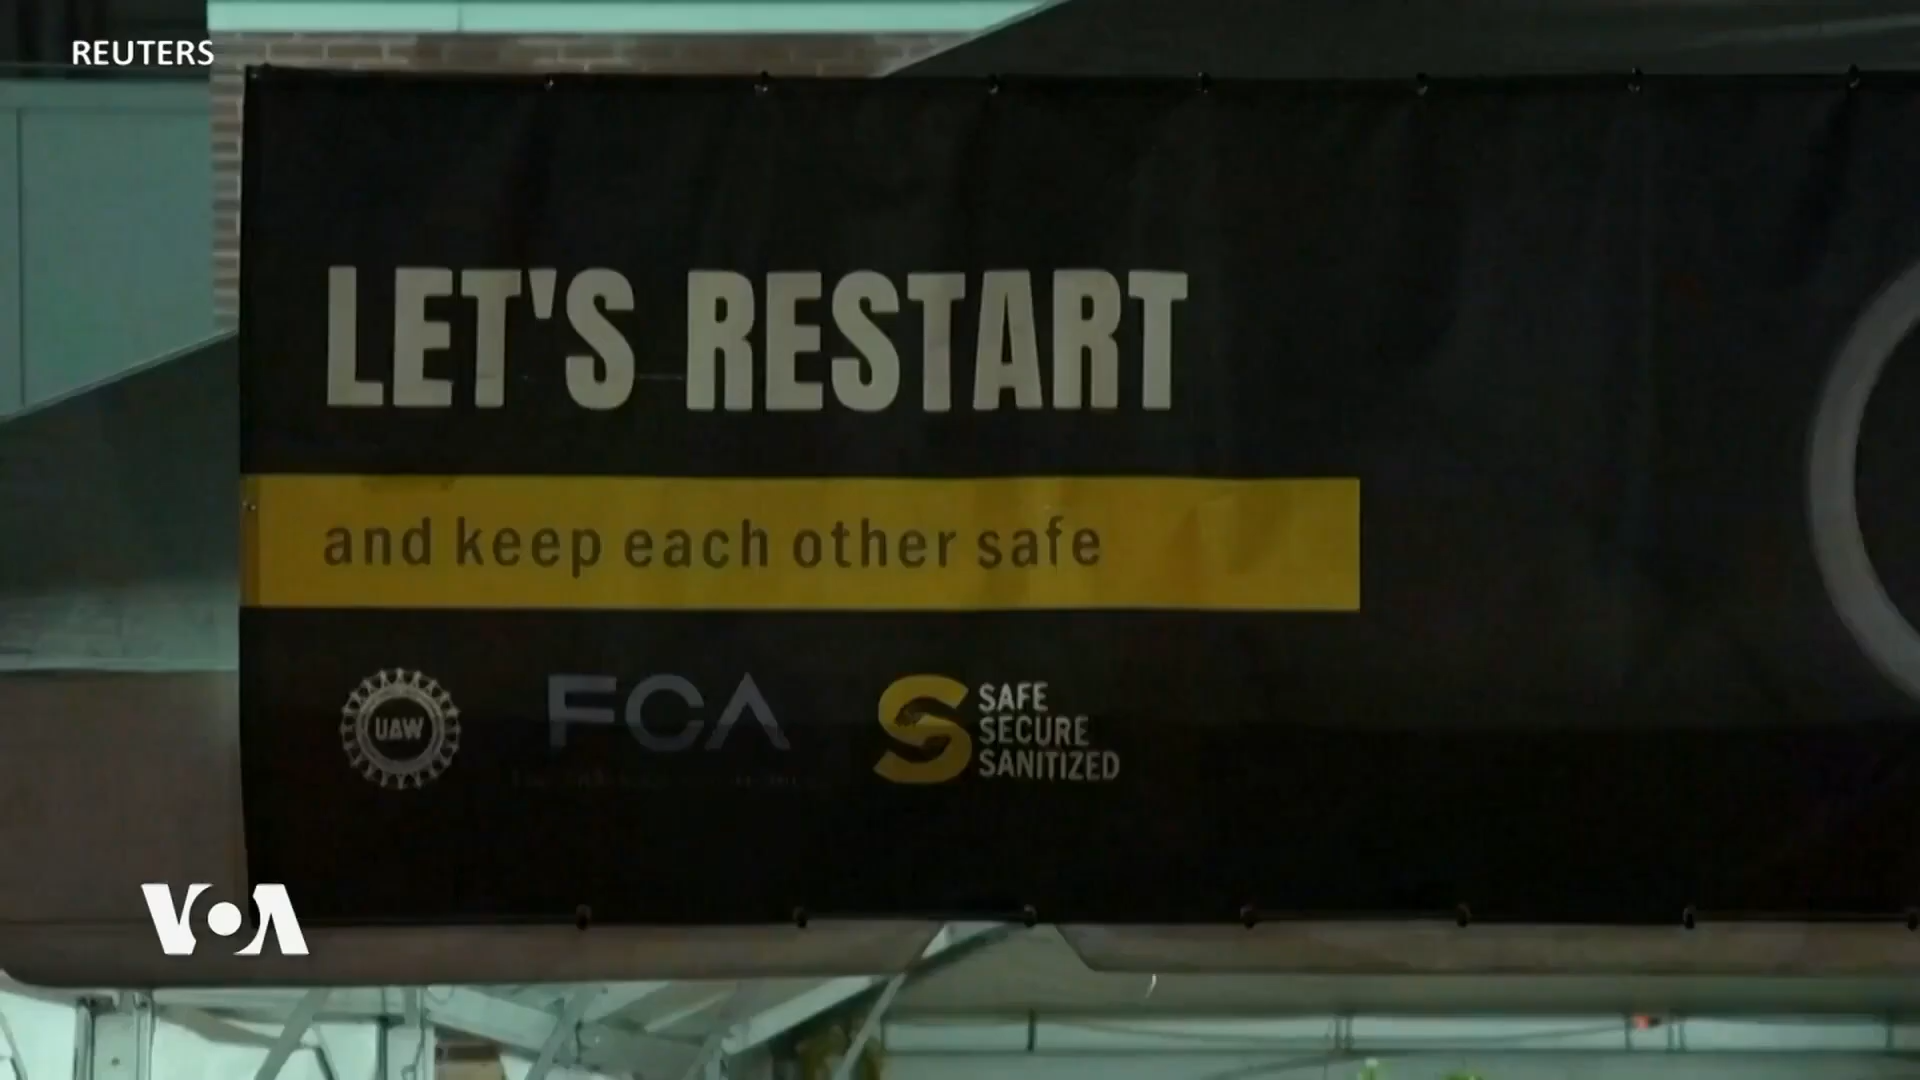 REUTERS
LET'S RESTART
and keep each other safe
UAW
FCA
S
SAFE
SECURE
SANITIZED
VOA